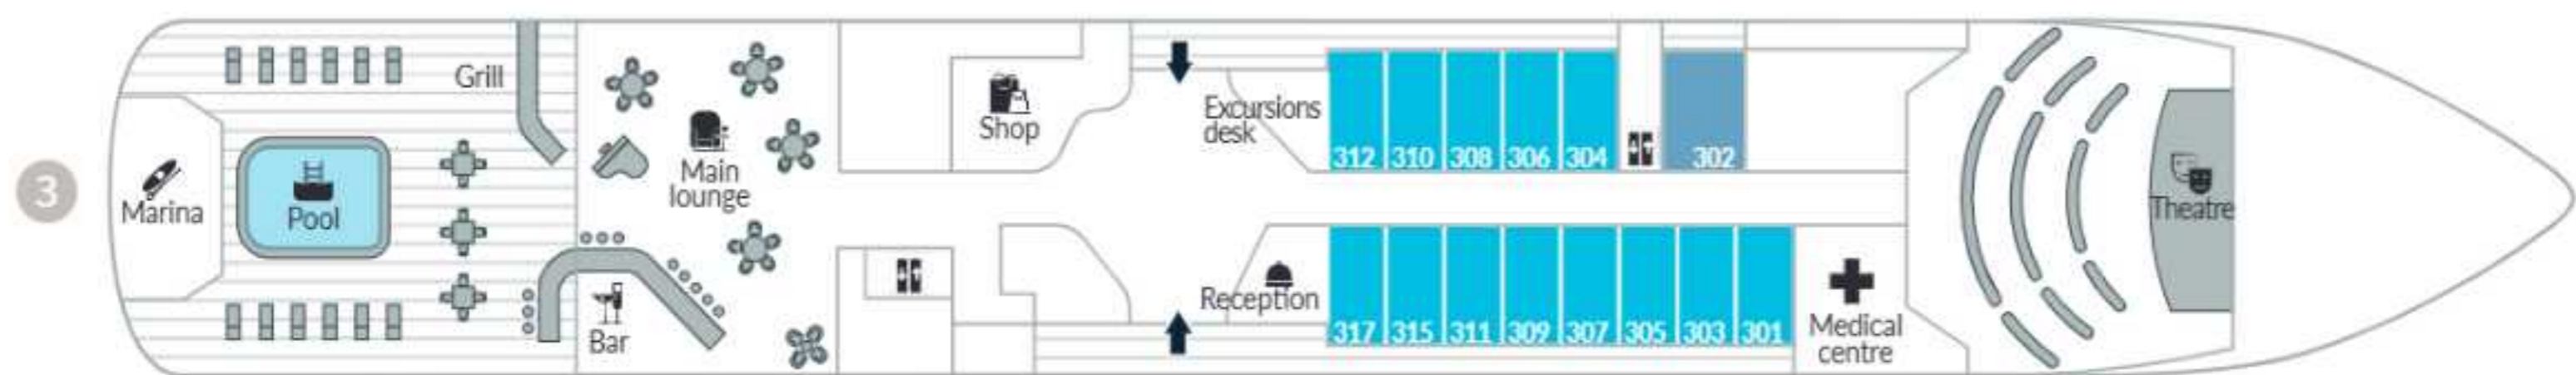 3
Marina
Pool
Grill
Main
lounge
Bar
Shop
Excursions
desk
Reception
312 310 308 306 304 302
317 315 311 309 307 305 303 301
Medical
centre
Theatre